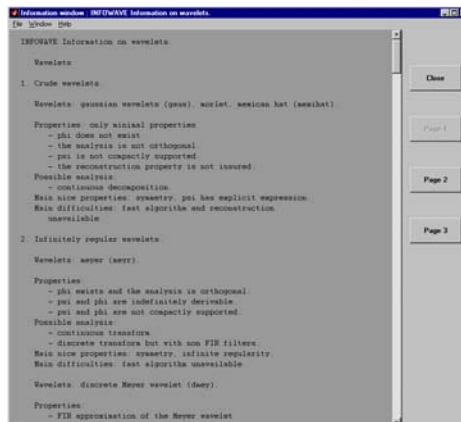 Information window : INFOWAVE Information on wavelets.
File Window Help
INFOWAVE Information on wavelets.
Wavelets
1. Crude wavelets.
Wavelets: gaussian wavelets (gaus), morlet, mexican hat (mexihat).
Properties: only minimal properties
- phi does not exist
- the analysis is not orthogonal.
- psi is not compactly supported.
- the reconstruction property is not insured.
Possible analysis:
- continuous decomposition.
Main nice properties: symmetry, psi has explicit expression.
Main difficulties: fast algorithm and reconstruction
unavailable.
2. Infinitely regular wavelets.
Wavelets: meyer (meyr).
Properties:
- phi exists and the analysis is orthogonal.
- psi and phi are indefinitely derivable.
- psi and phi are not compactly supported.
Possible analysis:
- continuous transform
- discrete transform but with non FIR filters.
Main nice properties: symmetry, infinite regularity.
Main difficulties: fast algorithm unavailable.
Wavelets: discrete Meyer wavelet (dmey).
Properties:
- FIR approximation of the Meyer wavelet
Close
Page 1
Page 2
Page 3